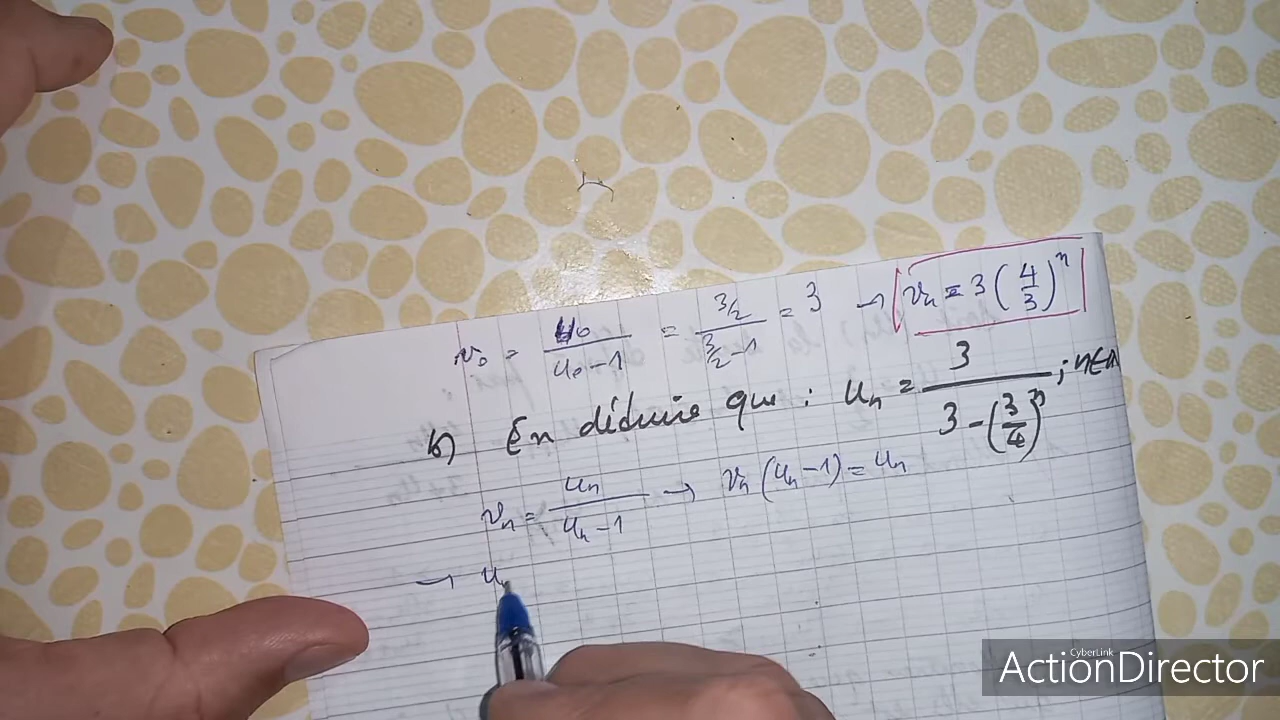 v₀ = u₀/(u₀ - 1) = (3/2)/(3/2 - 1) = 3 → vₙ = 3(4/3)ⁿ
b) En déduire que : uₙ = 3/(3 - (3/4)ⁿ) ; n∈ℕ
vₙ = uₙ/(uₙ - 1) → vₙ(uₙ - 1) = uₙ
→ uₙ
CyberLink
ActionDirector